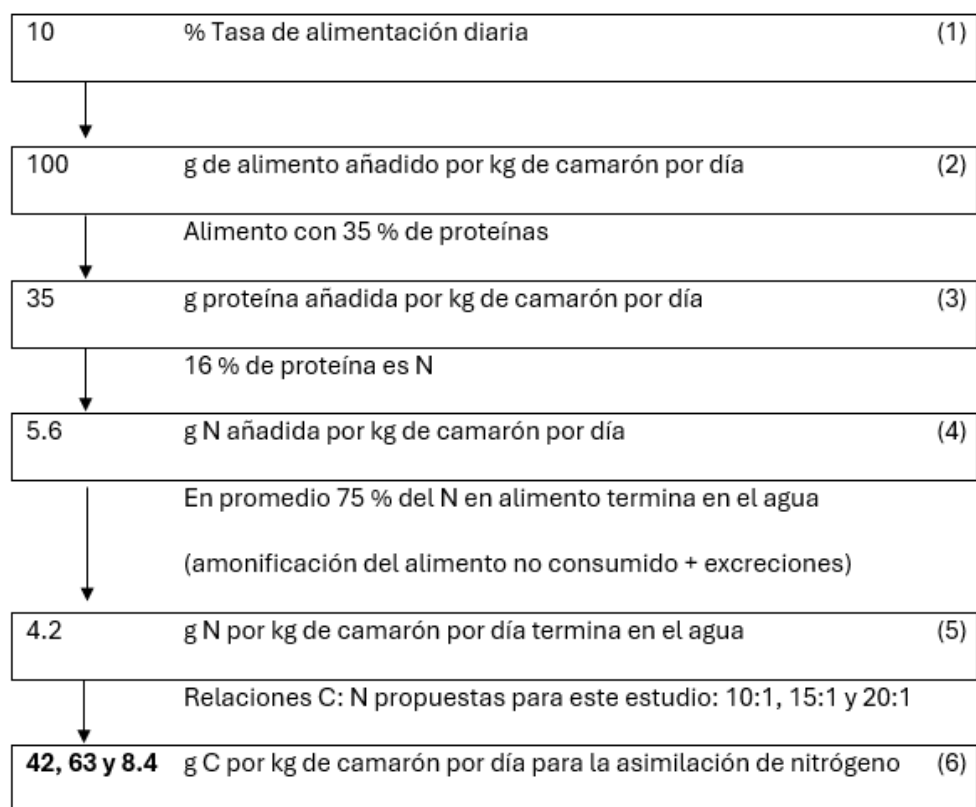 10 % Tasa de alimentación diaria (1)
100 g de alimento añadido por kg de camarón por día (2)
Alimento con 35 % de proteínas
35 g proteína añadida por kg de camarón por día (3)
16 % de proteína es N
5.6 g N añadida por kg de camarón por día (4)
En promedio 75 % del N en alimento termina en el agua
(amonificación del alimento no consumido + excreciones)
4.2 g N por kg de camarón por día termina en el agua (5)
Relaciones C: N propuestas para este estudio: 10:1, 15:1 y 20:1
42, 63 y 8.4 g C por kg de camarón por día para la asimilación de nitrógeno (6)